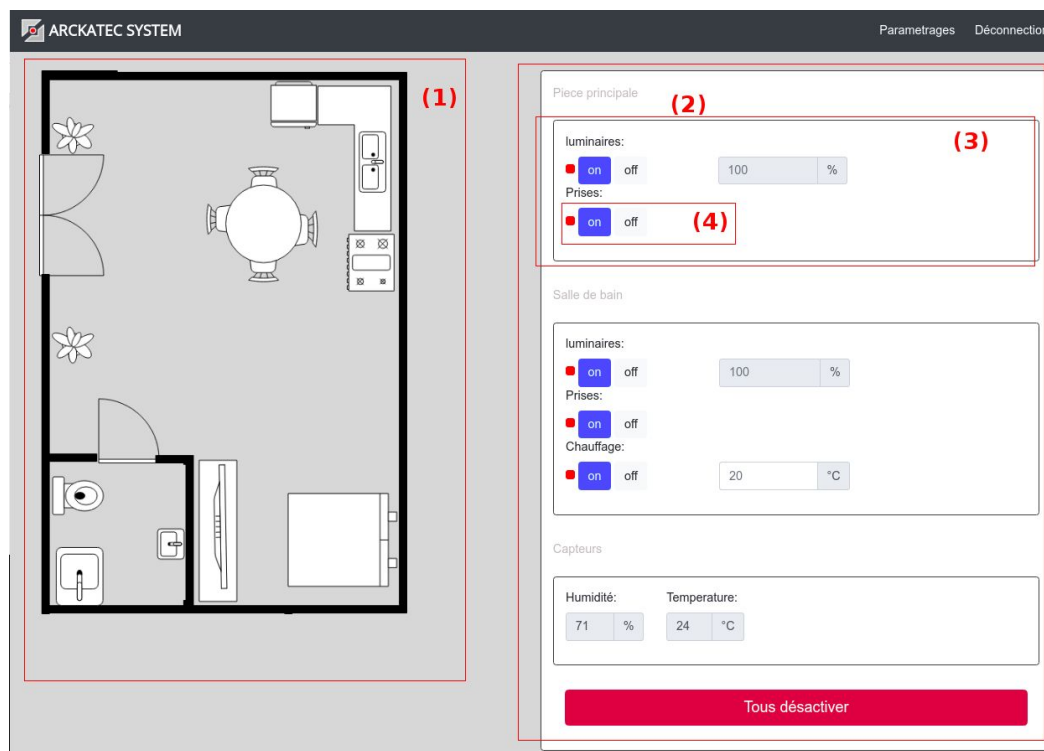 ARCKATEC SYSTEM
Parametrages Déconnection
(1)
Piece principale
(2)
(3)
luminaires:
on off 100 %
Prises:
on off
(4)
Salle de bain
luminaires:
on off 100 %
Prises:
on off
Chauffage:
on off 20 °C
Capteurs
Humidité: Temperature:
71 % 24 °C
Tous désactiver